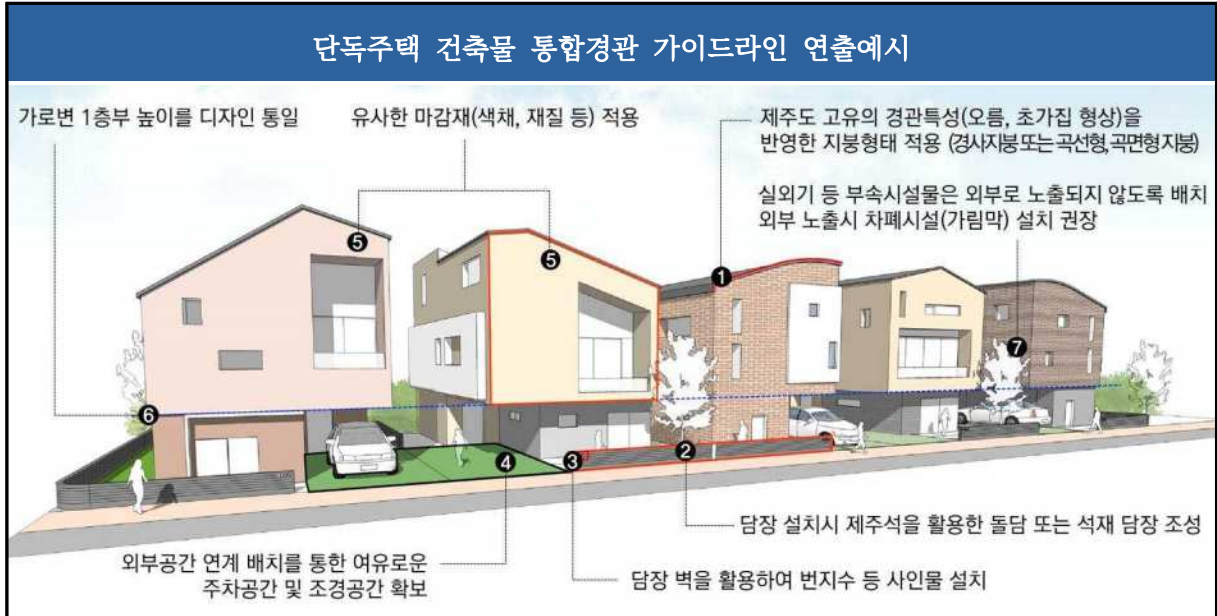 단독주택 건축물 통합경관 가이드라인 연출예시
가로변 1층부 높이를 디자인 통일
유사한 마감재(색채, 재질 등) 적용
제주도 고유의 경관특성(오름, 초가집 형상)을
반영한 지붕형태 적용 (경사지붕 또는 곡선형,곡면형 지붕)
실외기 등 부속시설물은 외부로 노출되지 않도록 배치
외부 노출시 차폐시설(가림막) 설치 권장
5
5
1
7
6
4
3
2
담장 설치시 제주석을 활용한 돌담 또는 석재 담장 조성
외부공간 연계 배치를 통한 여유로운
주차공간 및 조경공간 확보
담장 벽을 활용하여 번지수 등 사인물 설치